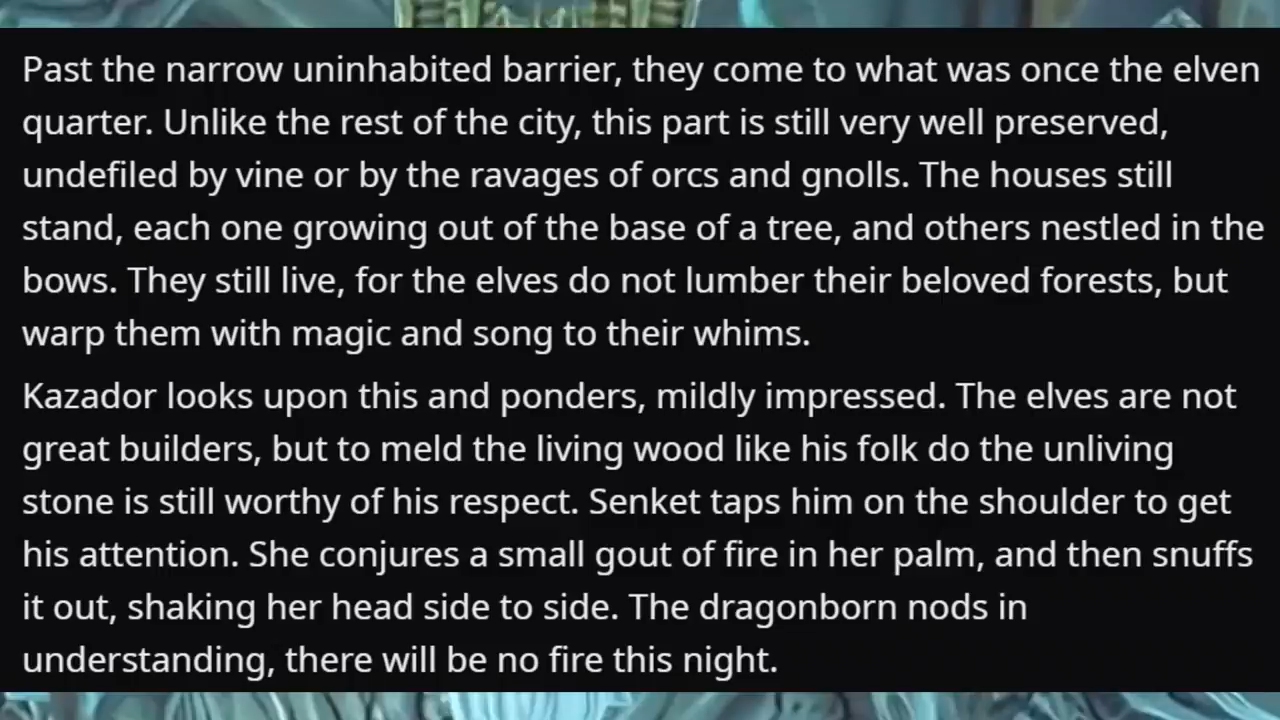 Past the narrow uninhabited barrier, they come to what was once the elven
quarter. Unlike the rest of the city, this part is still very well preserved,
undefiled by vine or by the ravages of orcs and gnolls. The houses still
stand, each one growing out of the base of a tree, and others nestled in the
bows. They still live, for the elves do not lumber their beloved forests, but
warp them with magic and song to their whims.
Kazador looks upon this and ponders, mildly impressed. The elves are not
great builders, but to meld the living wood like his folk do the unliving
stone is still worthy of his respect. Senket taps him on the shoulder to get
his attention. She conjures a small gout of fire in her palm, and then snuffs
it out, shaking her head side to side. The dragonborn nods in
understanding, there will be no fire this night.